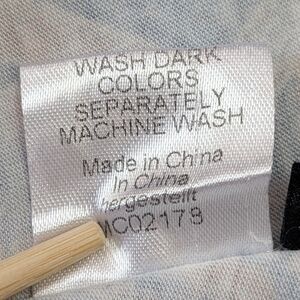 WASH DARK
COLORS
SEPARATELY
MACHINE WASH
Made in China
In China
hergestellt
MC02178